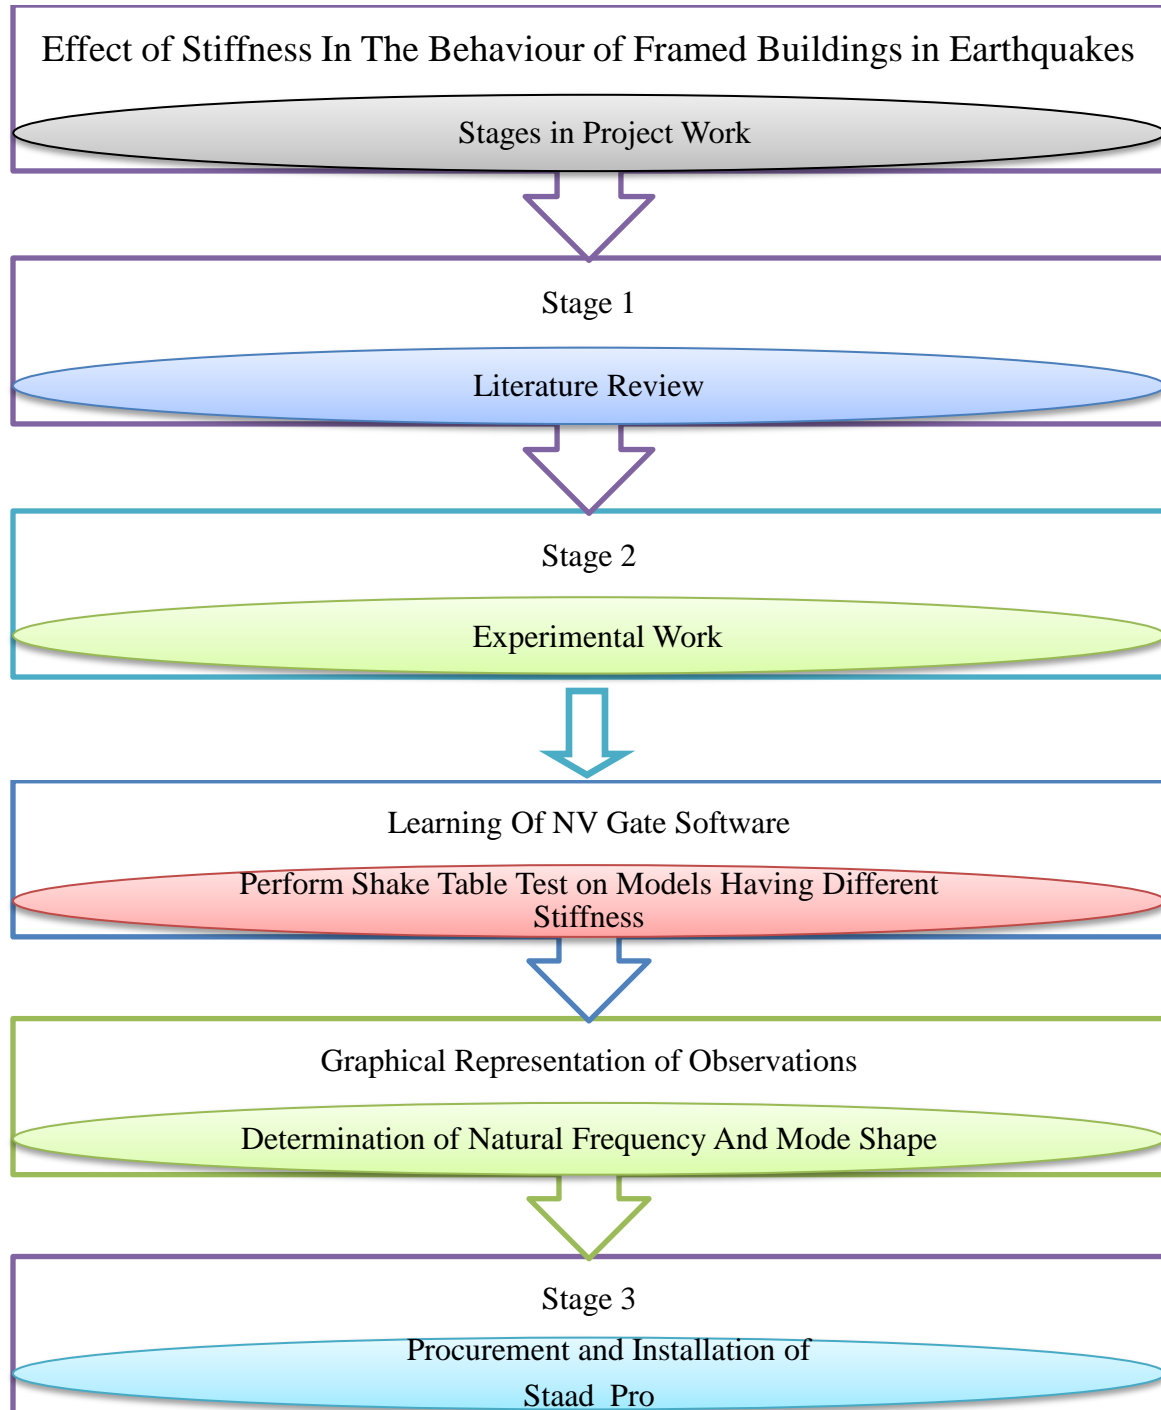 Effect of Stiffness In The Behaviour of Framed Buildings in Earthquakes
Stages in Project Work
Stage 1
Literature Review
Stage 2
Experimental Work
Learning Of NV Gate Software
Perform Shake Table Test on Models Having Different
Stiffness
Graphical Representation of Observations
Determination of Natural Frequency And Mode Shape
Stage 3
Procurement and Installation of
Staad Pro